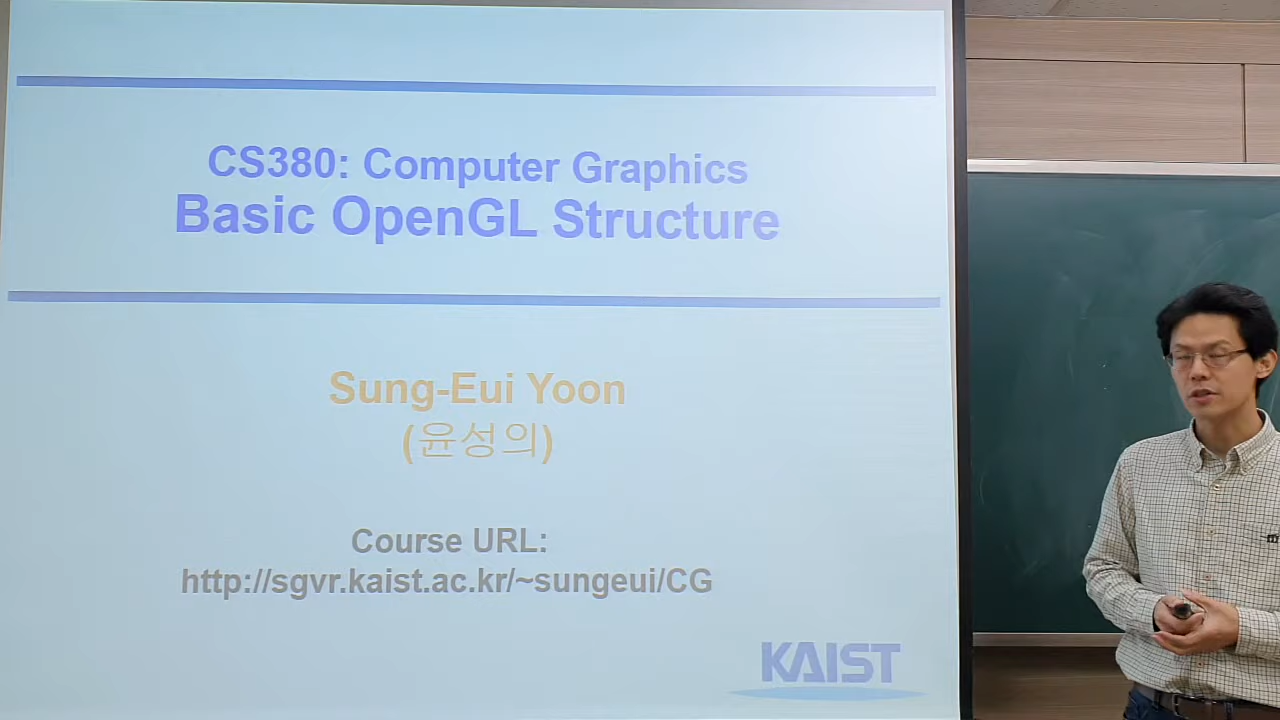 CS380: Computer Graphics
Basic OpenGL Structure
Sung-Eui Yoon
(윤성의)
Course URL:
http://sgvr.kaist.ac.kr/~sungeui/CG
KAIST